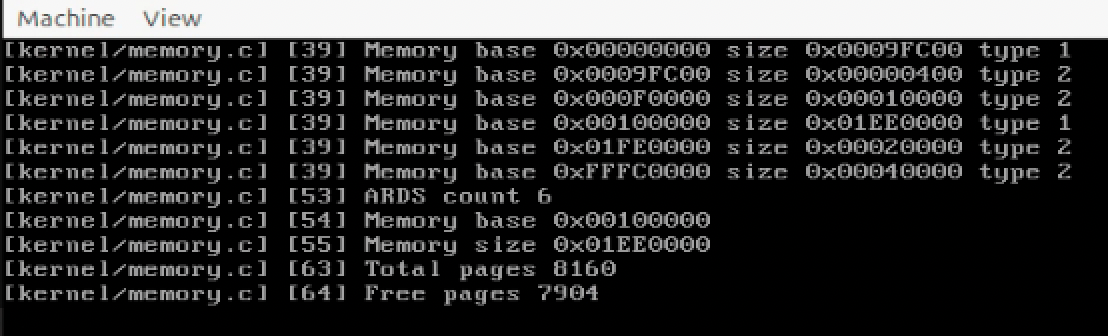 Machine View
[kernel/memory.c] [39] Memory base 0x00000000 size 0x0009FC00 type 1
[kernel/memory.c] [39] Memory base 0x0009FC00 size 0x00000400 type 2
[kernel/memory.c] [39] Memory base 0x000F0000 size 0x00010000 type 2
[kernel/memory.c] [39] Memory base 0x00100000 size 0x01EE0000 type 1
[kernel/memory.c] [39] Memory base 0x01FE0000 size 0x00020000 type 2
[kernel/memory.c] [39] Memory base 0xFFFC0000 size 0x00040000 type 2
[kernel/memory.c] [53] ARDS count 6
[kernel/memory.c] [54] Memory base 0x00100000
[kernel/memory.c] [55] Memory size 0x01EE0000
[kernel/memory.c] [63] Total pages 8160
[kernel/memory.c] [64] Free pages 7904